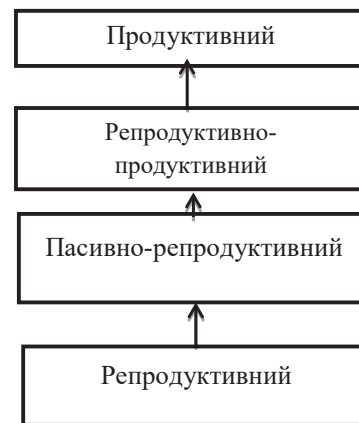 Продуктивний
Репродуктивно-
продуктивний
Пасивно-репродуктивний
Репродуктивний